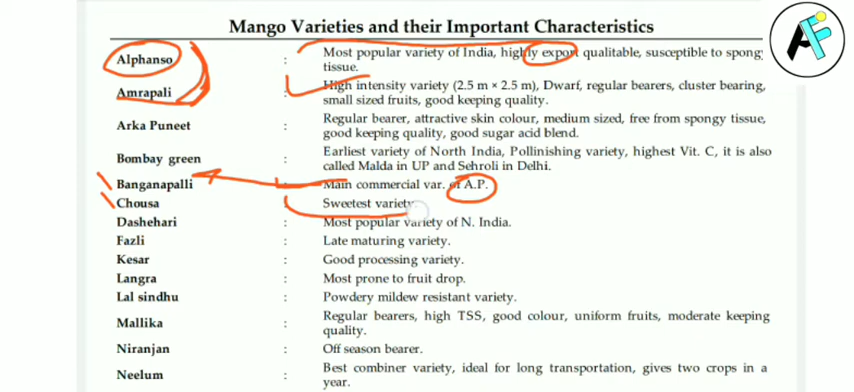 Mango Varieties and their Important Characteristics
Alphanso : Most popular variety of India, highly export qualitable, susceptible to spongy
tissue.
Amrapali : High intensity variety (2.5 m × 2.5 m), Dwarf, regular bearers, cluster bearing,
small sized fruits, good keeping quality.
Arka Puneet : Regular bearer, attractive skin colour, medium sized, free from spongy tissue,
good keeping quality, good sugar acid blend.
Bombay green : Earliest variety of North India, Pollinishing variety, highest Vit. C, it is also
called Malda in UP and Sehroli in Delhi.
Banganapalli : Main commercial var. of A.P.
Chousa : Sweetest variety.
Dashehari : Most popular variety of N. India.
Fazli : Late maturing variety.
Kesar : Good processing variety.
Langra : Most prone to fruit drop.
Lal sindhu : Powdery mildew resistant variety.
Mallika : Regular bearers, high TSS, good colour, uniform fruits, moderate keeping
quality.
Niranjan : Off season bearer.
Neelum : Best combiner variety, ideal for long transportation, gives two crops in a
year.
AF